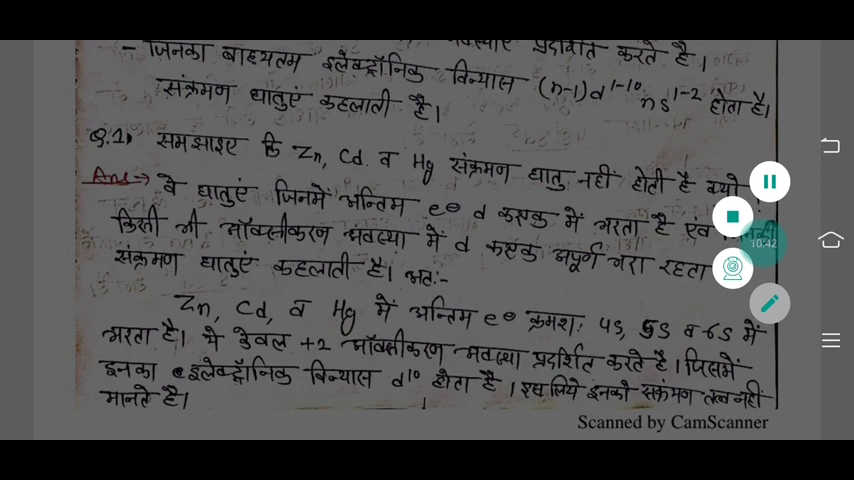 प्रदर्शित करते है।
- जिनका बाह्यतम इलेक्ट्रॉनिक विन्यास (n-1)d¹⁻¹⁰ ns¹⁻² होता है।
संक्रमण धातुएं कहलाती है।
Q.1) समझाइए कि Zn, Cd व Hg संक्रमण धातु नहीं होती है क्यो
Ans→ वे धातुएं जिनमें अन्तिम e⊖ d कक्षक में भरता है एवं
किसी भी ऑक्सीकरण अवस्था में d कक्षक अपूर्ण भरा रहता
संक्रमण धातुएं कहलाती है। अतः-
Zn, Cd, व Hg में अन्तिम e⊖ क्रमशः 4S, 5S व 6S में
भरता है। ये केवल +2 ऑक्सीकरण अवस्था प्रदर्शित करते है। जिसमें
इनका e इलेक्ट्रॉनिक विन्यास d¹⁰ होता है। इस लिये इनको संक्रमण तत्व नहीं
मानते है।
Scanned by CamScanner
10:42